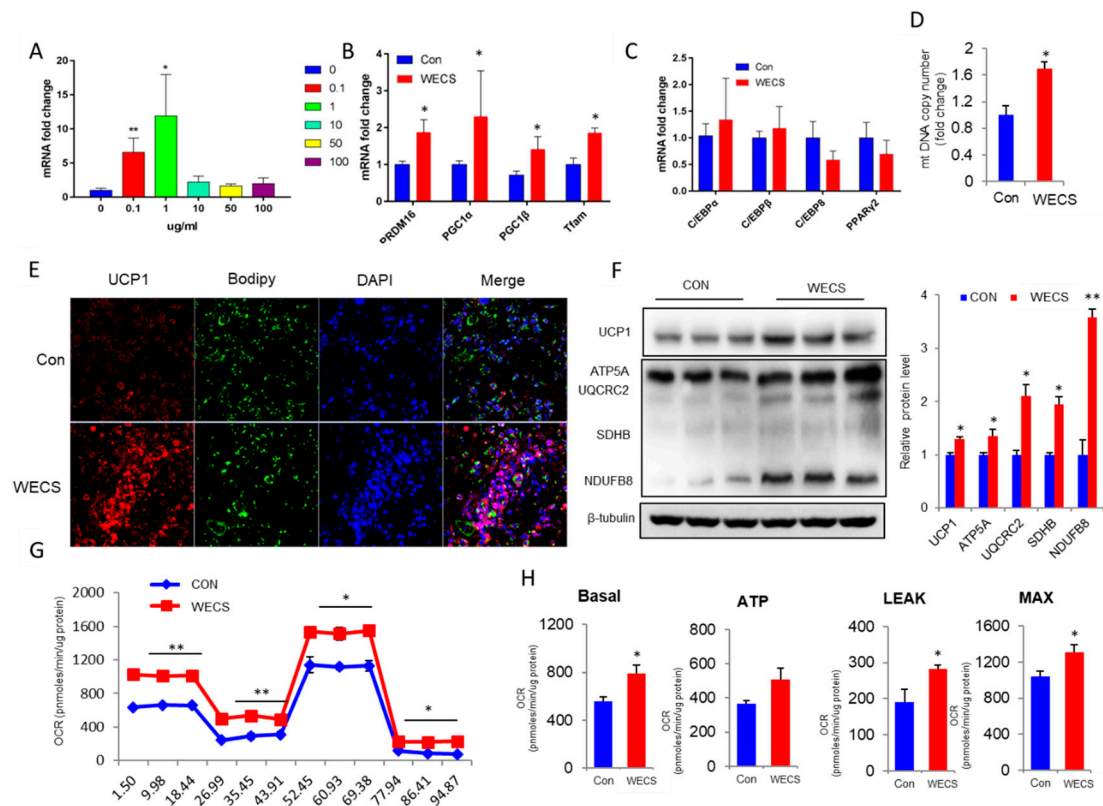 A
mRNA fold change
20
15
10
5
0
*
**
0 0.1 1 10 50 100
ug/ml
0
0.1
1
10
50
100
B
mRNA fold change
4
3
2
1
0
Con
WECS
* * * *
PRDM16 PGC1α PGC1β Tfam
C
mRNA fold change
2.5
2.0
1.5
1.0
0.5
0.0
Con
WECS
C/EBPα C/EBPβ C/EBPδ PPARγ2
D
mt DNA copy number
(fold change)
2
1.6
1.2
0.8
0.4
0
*
Con WECS
E
UCP1 Bodipy DAPI Merge
Con
WECS
F
CON WECS
UCP1
ATP5A
UQCRC2
SDHB
NDUFB8
β-tubulin
CON WECS
Relative protein level
4
3
2
1
0
* * * * **
UCP1 ATP5A UQCRC2 SDHB NDUFB8
G
CON
WECS
OCR (pnmoles/min/ug protein)
2000
1600
1200
800
400
0
** ** * *
1.50 9.98 18.44 26.99 35.45 43.91 52.45 60.93 69.38 77.94 86.41 94.87
H
Basal
OCR
(pnmoles/min/ug protein)
1200
900
600
300
0
*
Con WECS
ATP
OCR
(pnmoles/min/ug protein)
800
600
400
200
0
Con WECS
LEAK
OCR
(pnmoles/min/ug protein)
400
300
200
100
0
*
Con WECS
MAX
OCR
(pnmoles/min/ug protein)
1600
1200
800
400
0
*
Con WECS